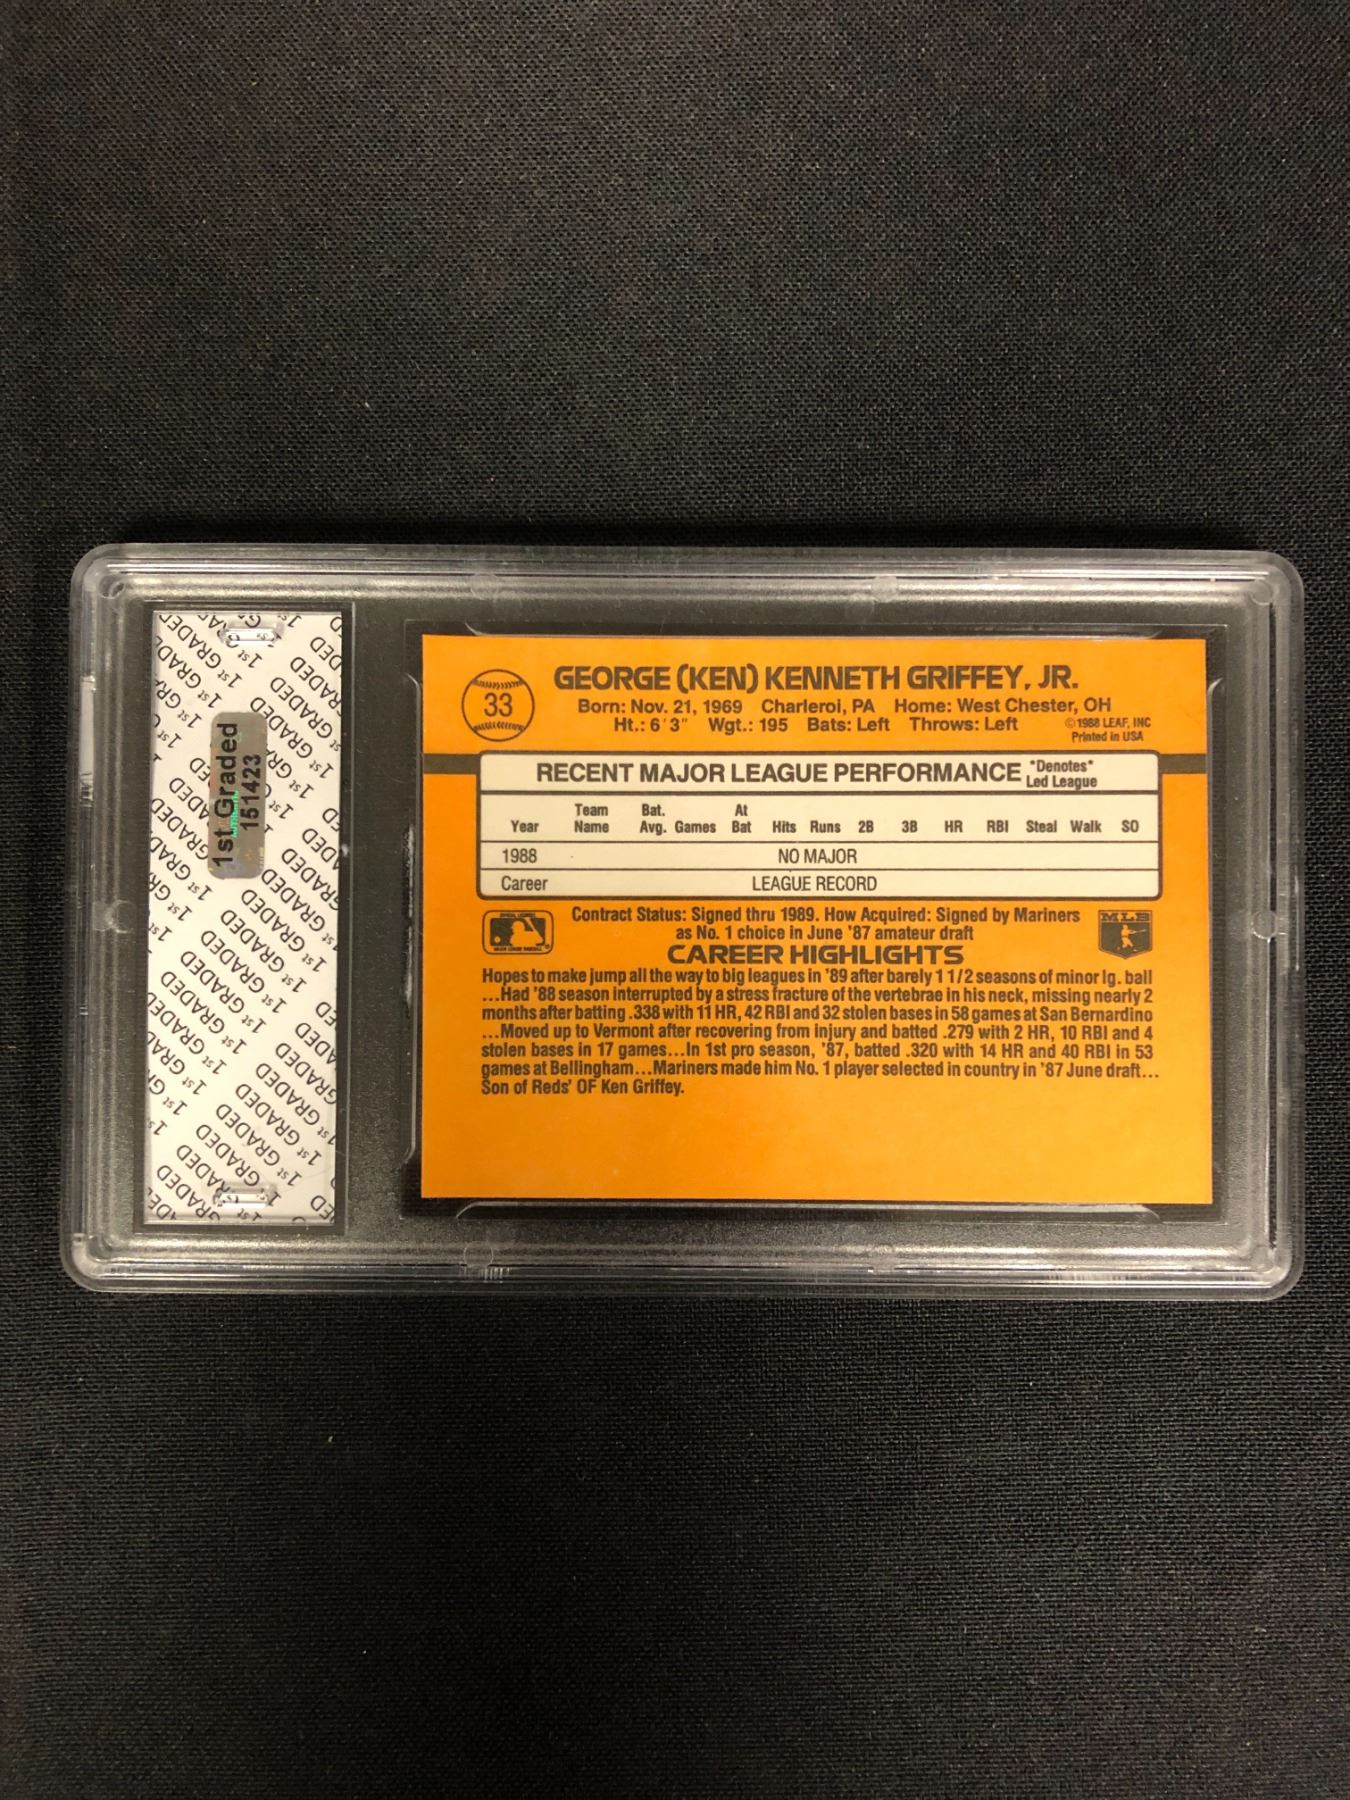 1st Graded
151423
33
GEORGE (KEN) KENNETH GRIFFEY, JR.
Born: Nov. 21, 1969 Charleroi, PA Home: West Chester, OH
Ht.: 6'3" Wgt.: 195 Bats: Left Throws: Left
©1988 LEAF, INC
Printed in USA
RECENT MAJOR LEAGUE PERFORMANCE *Denotes*
Led League
Year Team Name Bat. Avg. Games At Bat Hits Runs 2B 3B HR RBI Steal Walk SO
1988 NO MAJOR
Career LEAGUE RECORD
Contract Status: Signed thru 1989. How Acquired: Signed by Mariners
as No. 1 choice in June '87 amateur draft
MLB
CAREER HIGHLIGHTS
Hopes to make jump all the way to big leagues in '89 after barely 1 1/2 seasons of minor lg. ball
...Had '88 season interrupted by a stress fracture of the vertebrae in his neck, missing nearly 2
months after batting .338 with 11 HR, 42 RBI and 32 stolen bases in 58 games at San Bernardino
...Moved up to Vermont after recovering from injury and batted .279 with 2 HR, 10 RBI and 4
stolen bases in 17 games...In 1st pro season, '87, batted .320 with 14 HR and 40 RBI in 53
games at Bellingham...Mariners made him No. 1 player selected in country in '87 June draft...
Son of Reds' OF Ken Griffey.